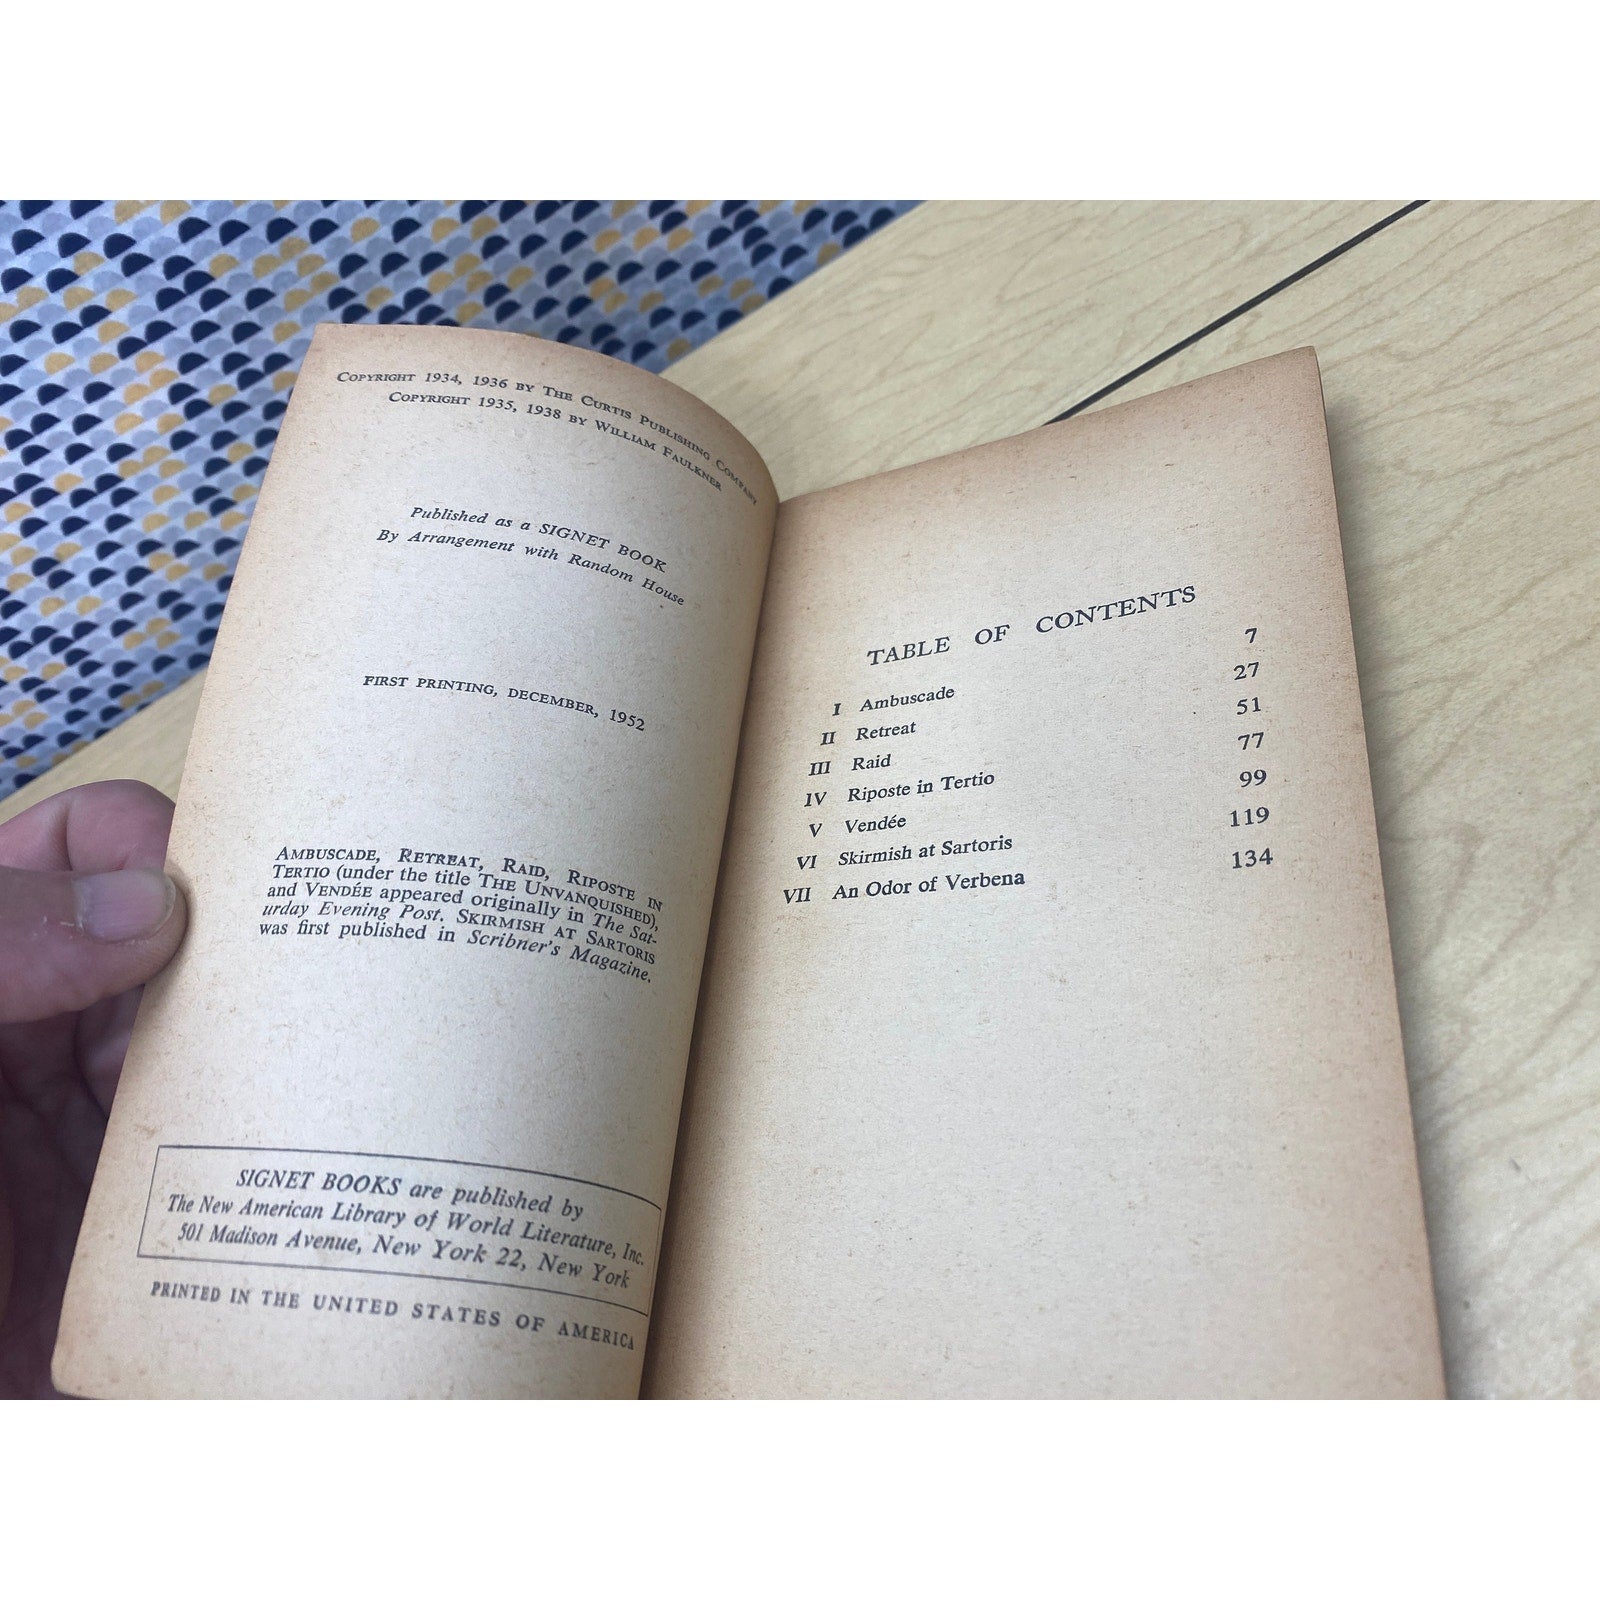 COPYRIGHT 1934, 1936 BY THE CURTIS PUBLISHING COMPANY
COPYRIGHT 1935, 1938 BY WILLIAM FAULKNER
Published as a SIGNET BOOK
By Arrangement with Random House
FIRST PRINTING, DECEMBER, 1952
AMBUSCADE, RETREAT, RAID, RIPOSTE IN
TERTIO (under the title THE UNVANQUISHED),
and VENDÉE appeared originally in The Sat-
urday Evening Post. SKIRMISH AT SARTORIS
was first published in Scribner's Magazine.
SIGNET BOOKS are published by
The New American Library of World Literature, Inc.
501 Madison Avenue, New York 22, New York
PRINTED IN THE UNITED STATES OF AMERICA
TABLE OF CONTENTS
I Ambuscade 7
II Retreat 27
III Raid 51
IV Riposte in Tertio 77
V Vendée 99
VI Skirmish at Sartoris 119
VII An Odor of Verbena 134